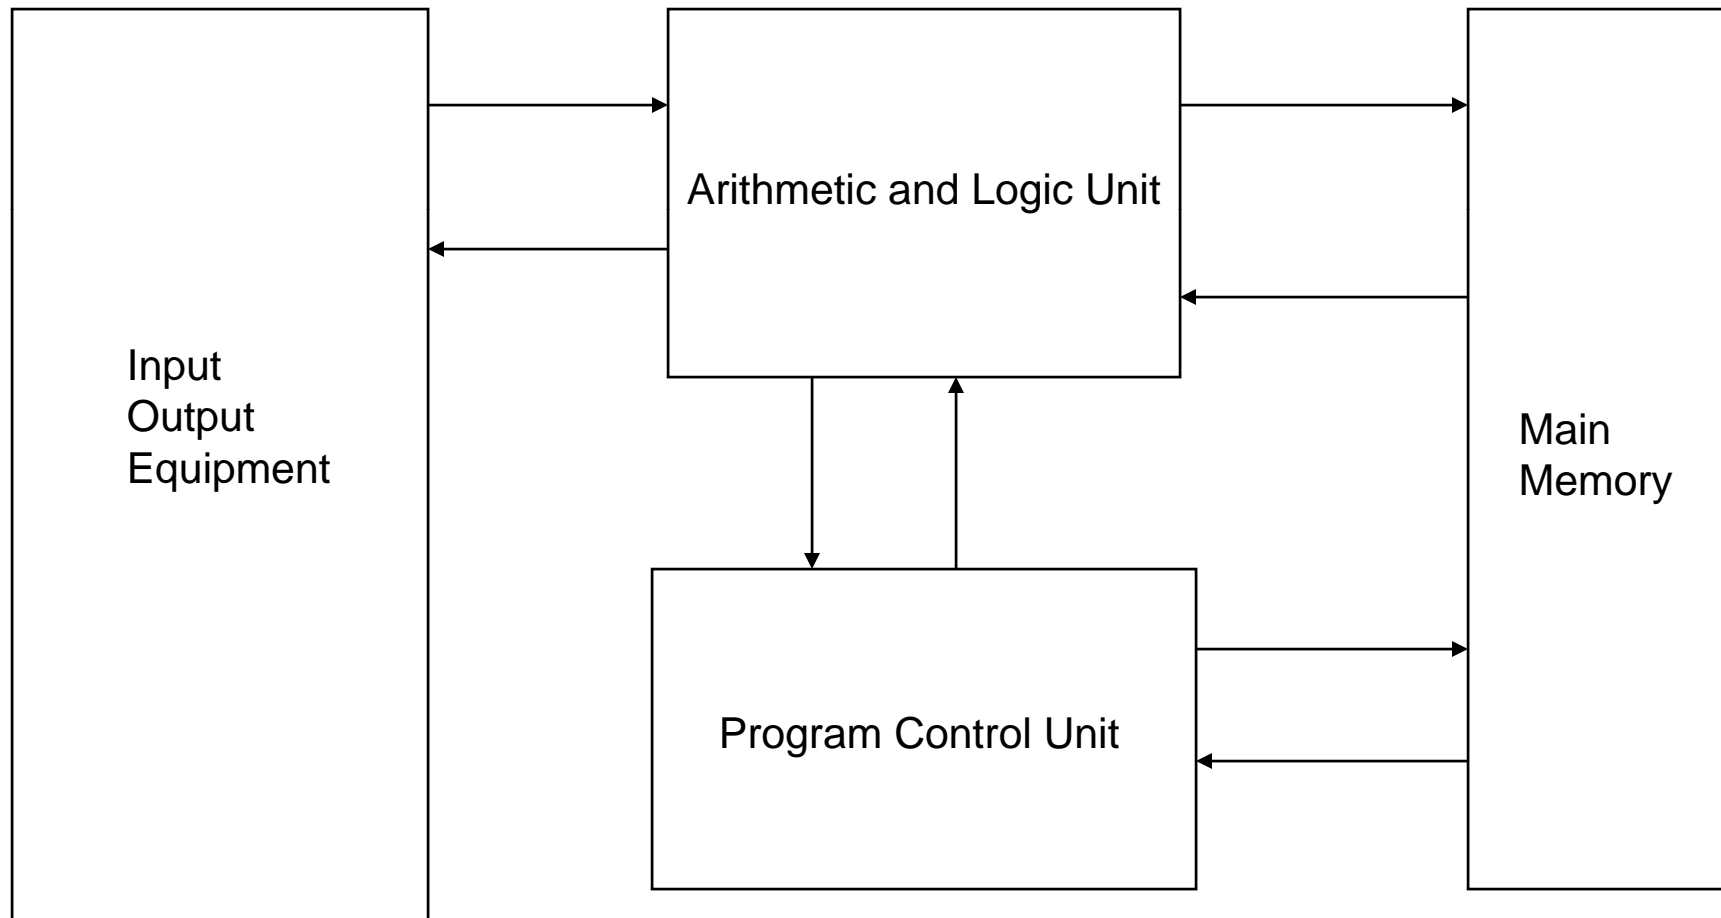 Input
Output
Equipment
Arithmetic and Logic Unit
Program Control Unit
Main
Memory